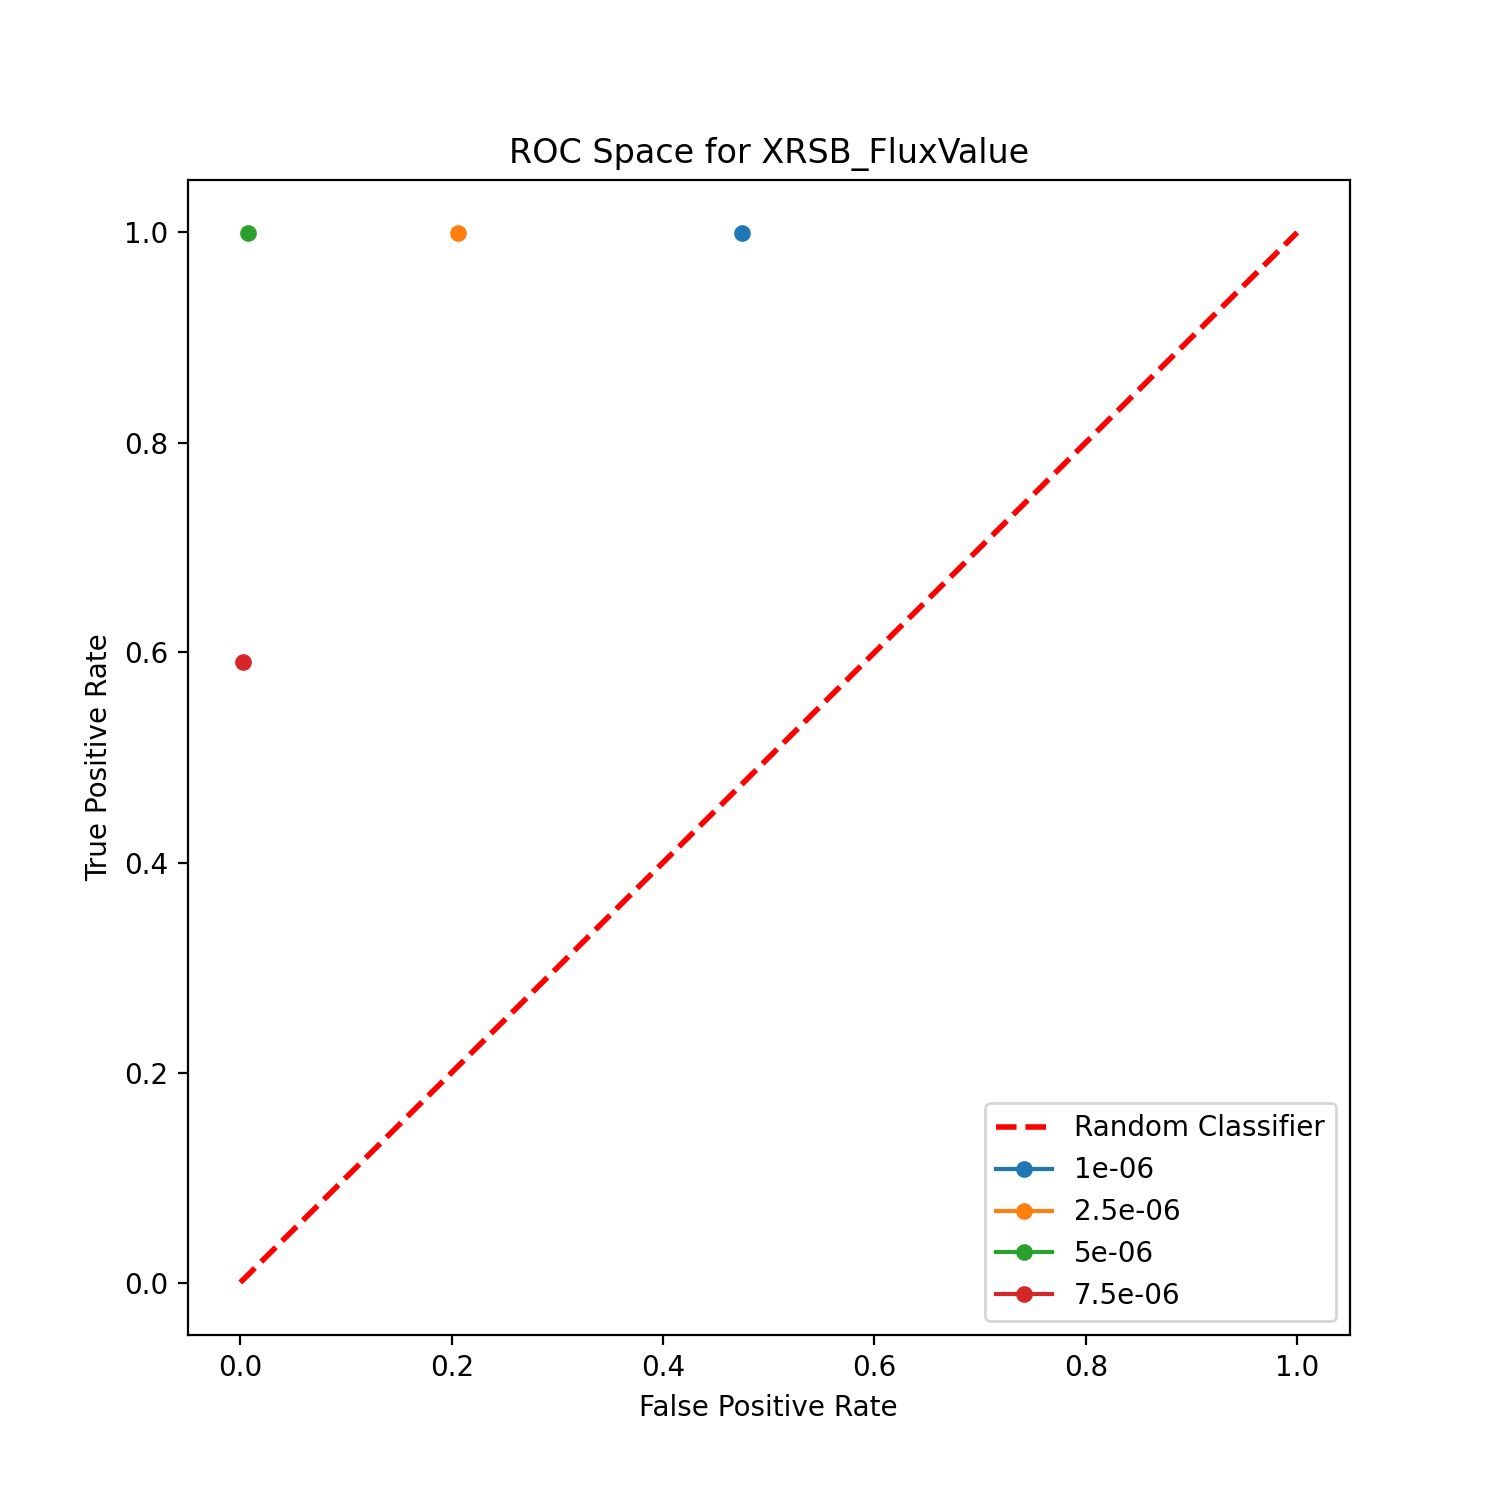 ROC Space for XRSB_FluxValue
1.0
0.8
0.6
0.4
0.2
0.0
True Positive Rate
0.0 0.2 0.4 0.6 0.8 1.0
False Positive Rate
Random Classifier
1e-06
2.5e-06
5e-06
7.5e-06